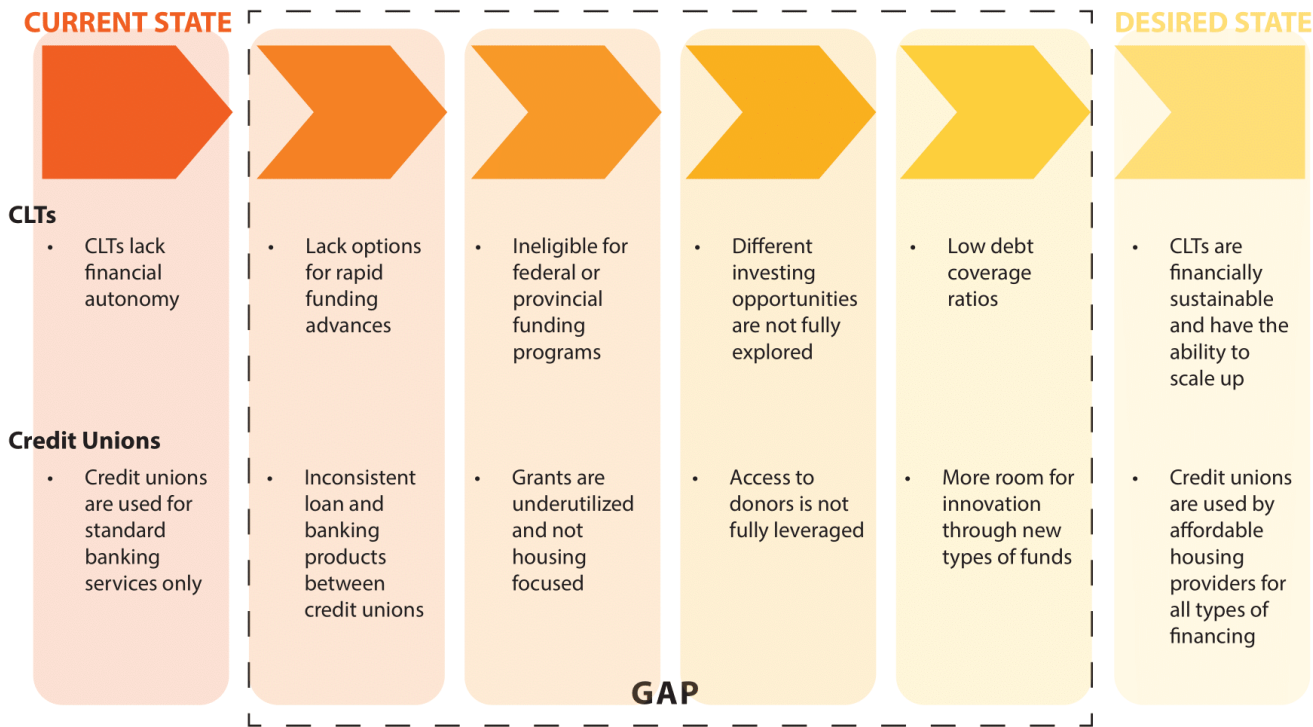 CURRENT STATE
DESIRED STATE
CLTs
• CLTs lack
financial
autonomy
• Lack options
for rapid
funding
advances
• Ineligible for
federal or
provincial
funding
programs
• Different
investing
opportunities
are not fully
explored
• Low debt
coverage
ratios
• CLTs are
financially
sustainable
and have the
ability to
scale up
Credit Unions
• Credit unions
are used for
standard
banking
services only
• Inconsistent
loan and
banking
products
between
credit unions
• Grants are
underutilized
and not
housing
focused
• Access to
donors is not
fully leveraged
• More room for
innovation
through new
types of funds
• Credit unions
are used by
affordable
housing
providers for
all types of
financing
GAP